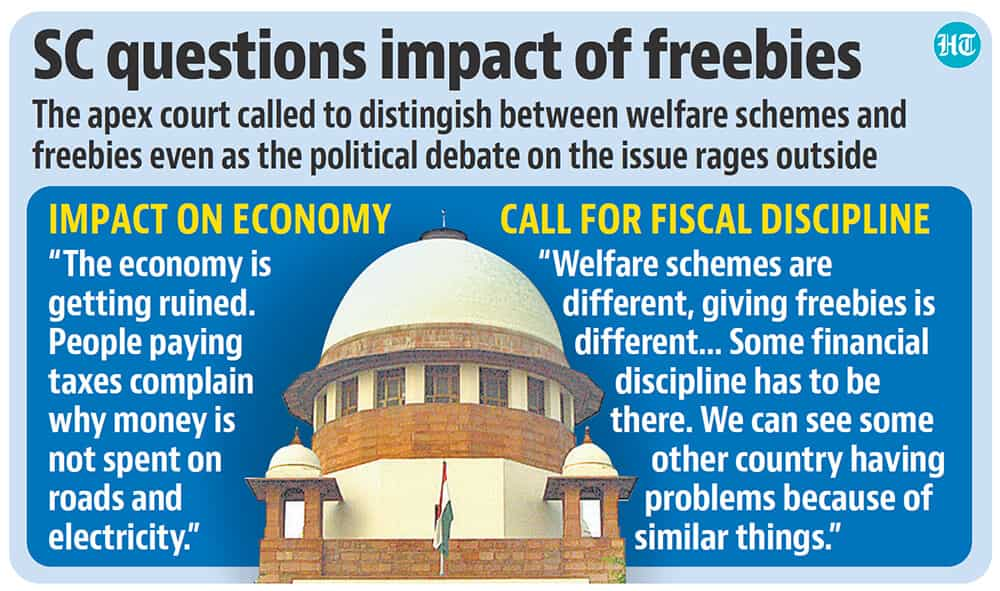 SC questions impact of freebies
HT
The apex court called to distingish between welfare schemes and
freebies even as the political debate on the issue rages outside
IMPACT ON ECONOMY
“The economy is
getting ruined.
People paying
taxes complain
why money is
not spent on
roads and
electricity.”
CALL FOR FISCAL DISCIPLINE
“Welfare schemes are
different, giving freebies is
different... Some financial
discipline has to be
there. We can see some
other country having
problems because of
similar things.”